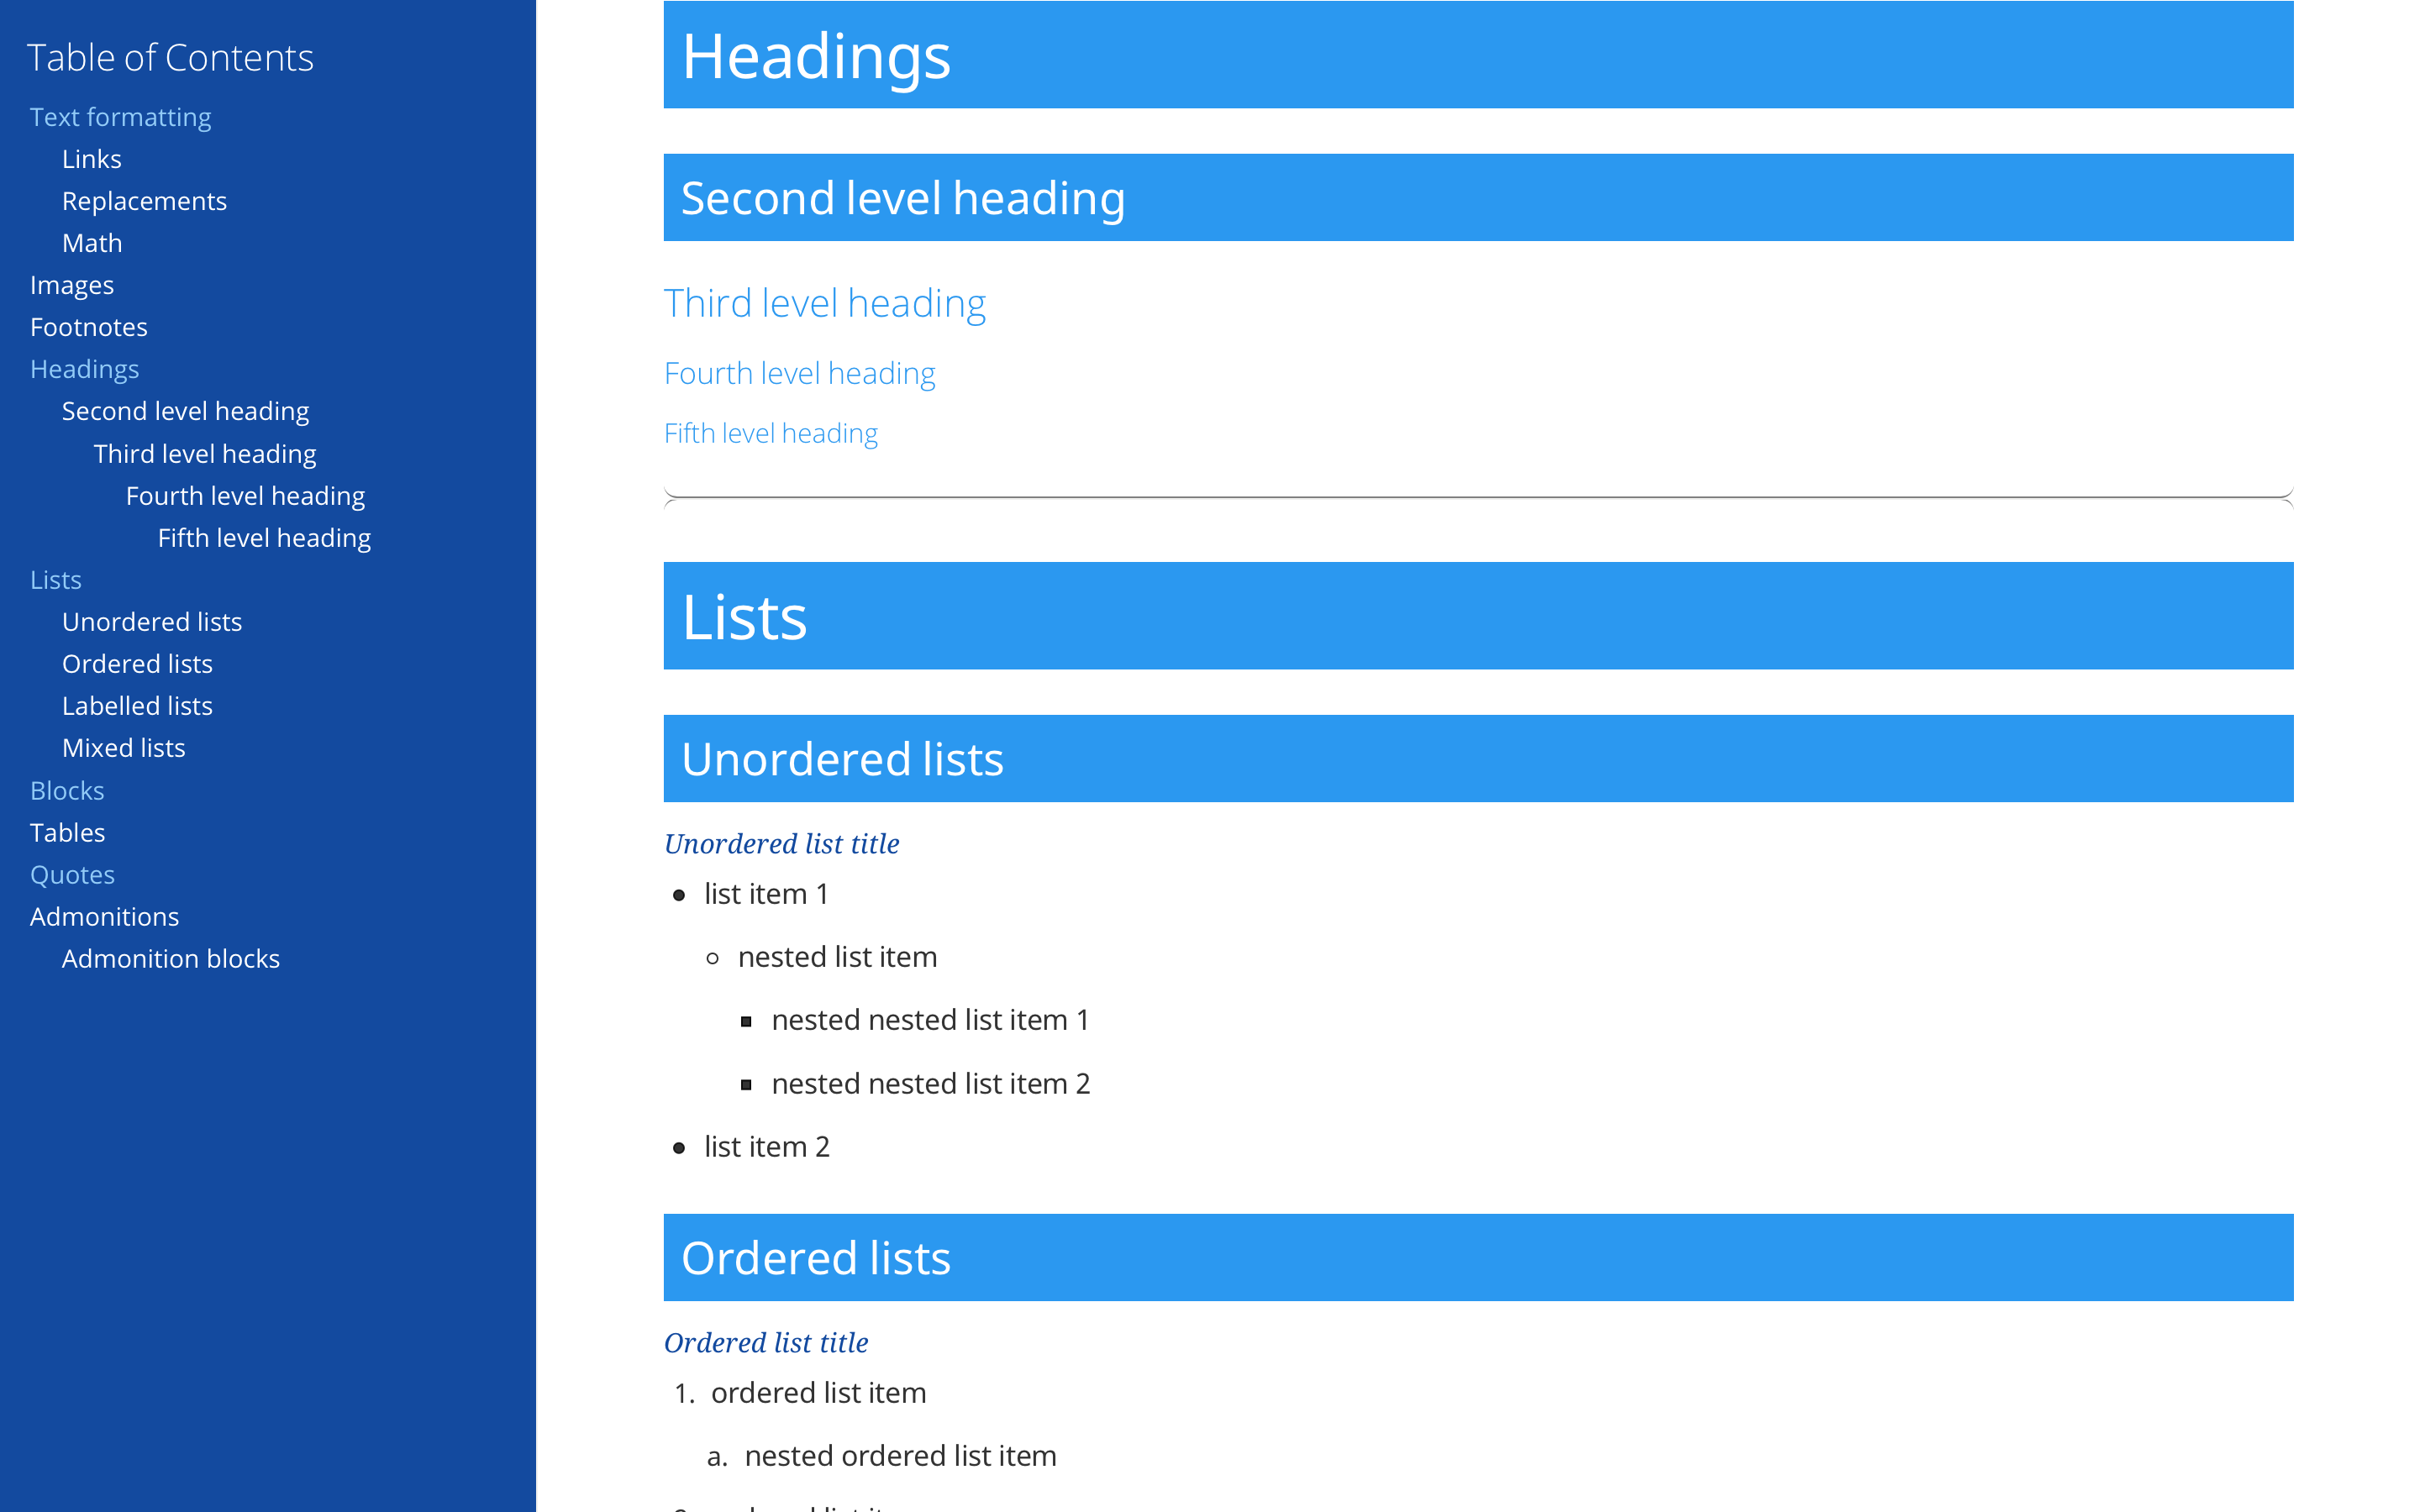 Table of Contents
Text formatting
Links
Replacements
Math
Images
Footnotes
Headings
Second level heading
Third level heading
Fourth level heading
Fifth level heading
Lists
Unordered lists
Ordered lists
Labelled lists
Mixed lists
Blocks
Tables
Quotes
Admonitions
Admonition blocks
Headings
Second level heading
Third level heading
Fourth level heading
Fifth level heading
Lists
Unordered lists
Unordered list title
list item 1
nested list item
nested nested list item 1
nested nested list item 2
list item 2
Ordered lists
Ordered list title
1. ordered list item
a. nested ordered list item